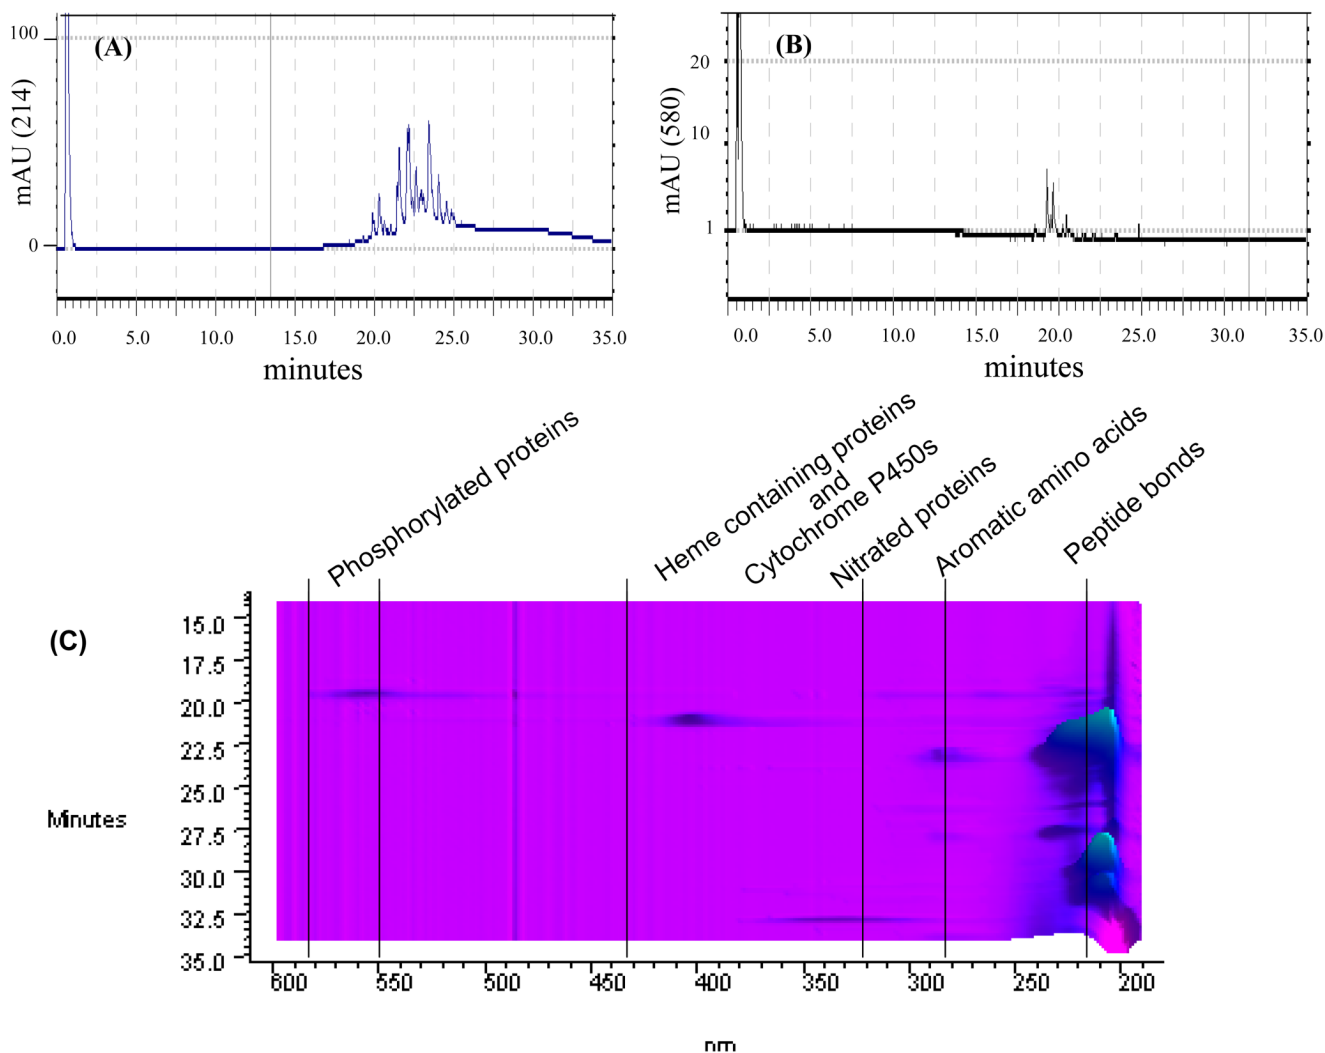 (A)
100
0
mAU (214)
0.0 5.0 10.0 15.0 20.0 25.0 30.0 35.0
minutes
(B)
20
10
1
mAU (580)
0.0 5.0 10.0 15.0 20.0 25.0 30.0 35.0
minutes
Phosphorylated proteins
Heme containing proteins
and
Cytochrome P450s
Nitrated proteins
Aromatic amino acids
Peptide bonds
(C)
15.0
17.5
20.0
22.5
25.0
27.5
30.0
32.5
35.0
Minutes
600 550 500 450 400 350 300 250 200
nm